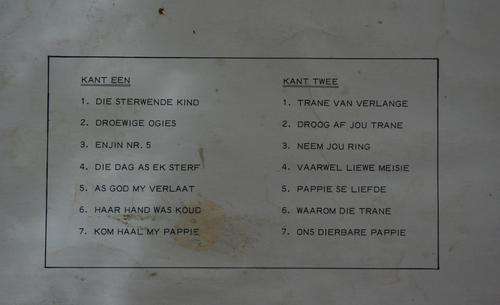 KANT EEN
1. DIE STERWENDE KIND
2. DROEWIGE OGIES
3. ENJIN NR. 5
4. DIE DAG AS EK STERF
5. AS GOD MY VERLAAT
6. HAAR HAND WAS KOUD
7. KOM HAAL MY PAPPIE
KANT TWEE
1. TRANE VAN VERLANGE
2. DROOG AF JOU TRANE
3. NEEM JOU RING
4. VAARWEL LIEWE MEISIE
5. PAPPIE SE LIEFDE
6. WAAROM DIE TRANE
7. ONS DIERBARE PAPPIE